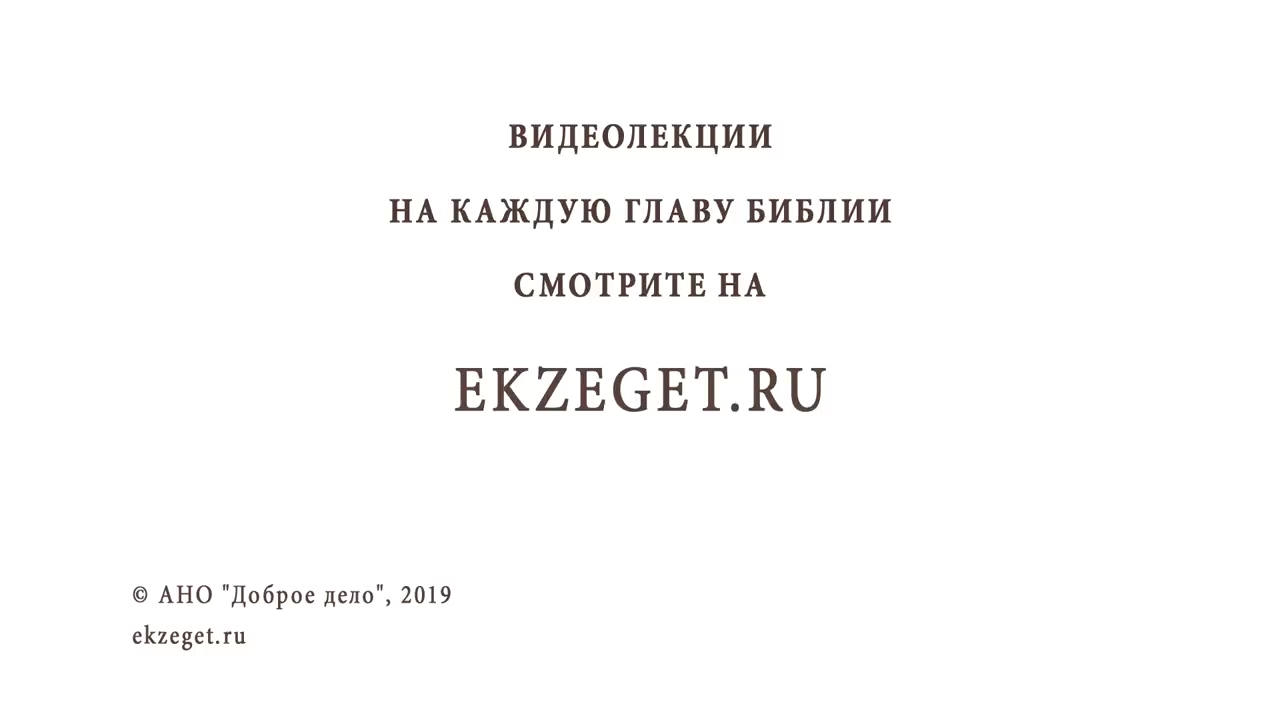 ВИДЕОЛЕКЦИИ
НА КАЖДУЮ ГЛАВУ БИБЛИИ
СМОТРИТЕ НА
EKZEGET.RU
© АНО "Доброе дело", 2019
ekzeget.ru